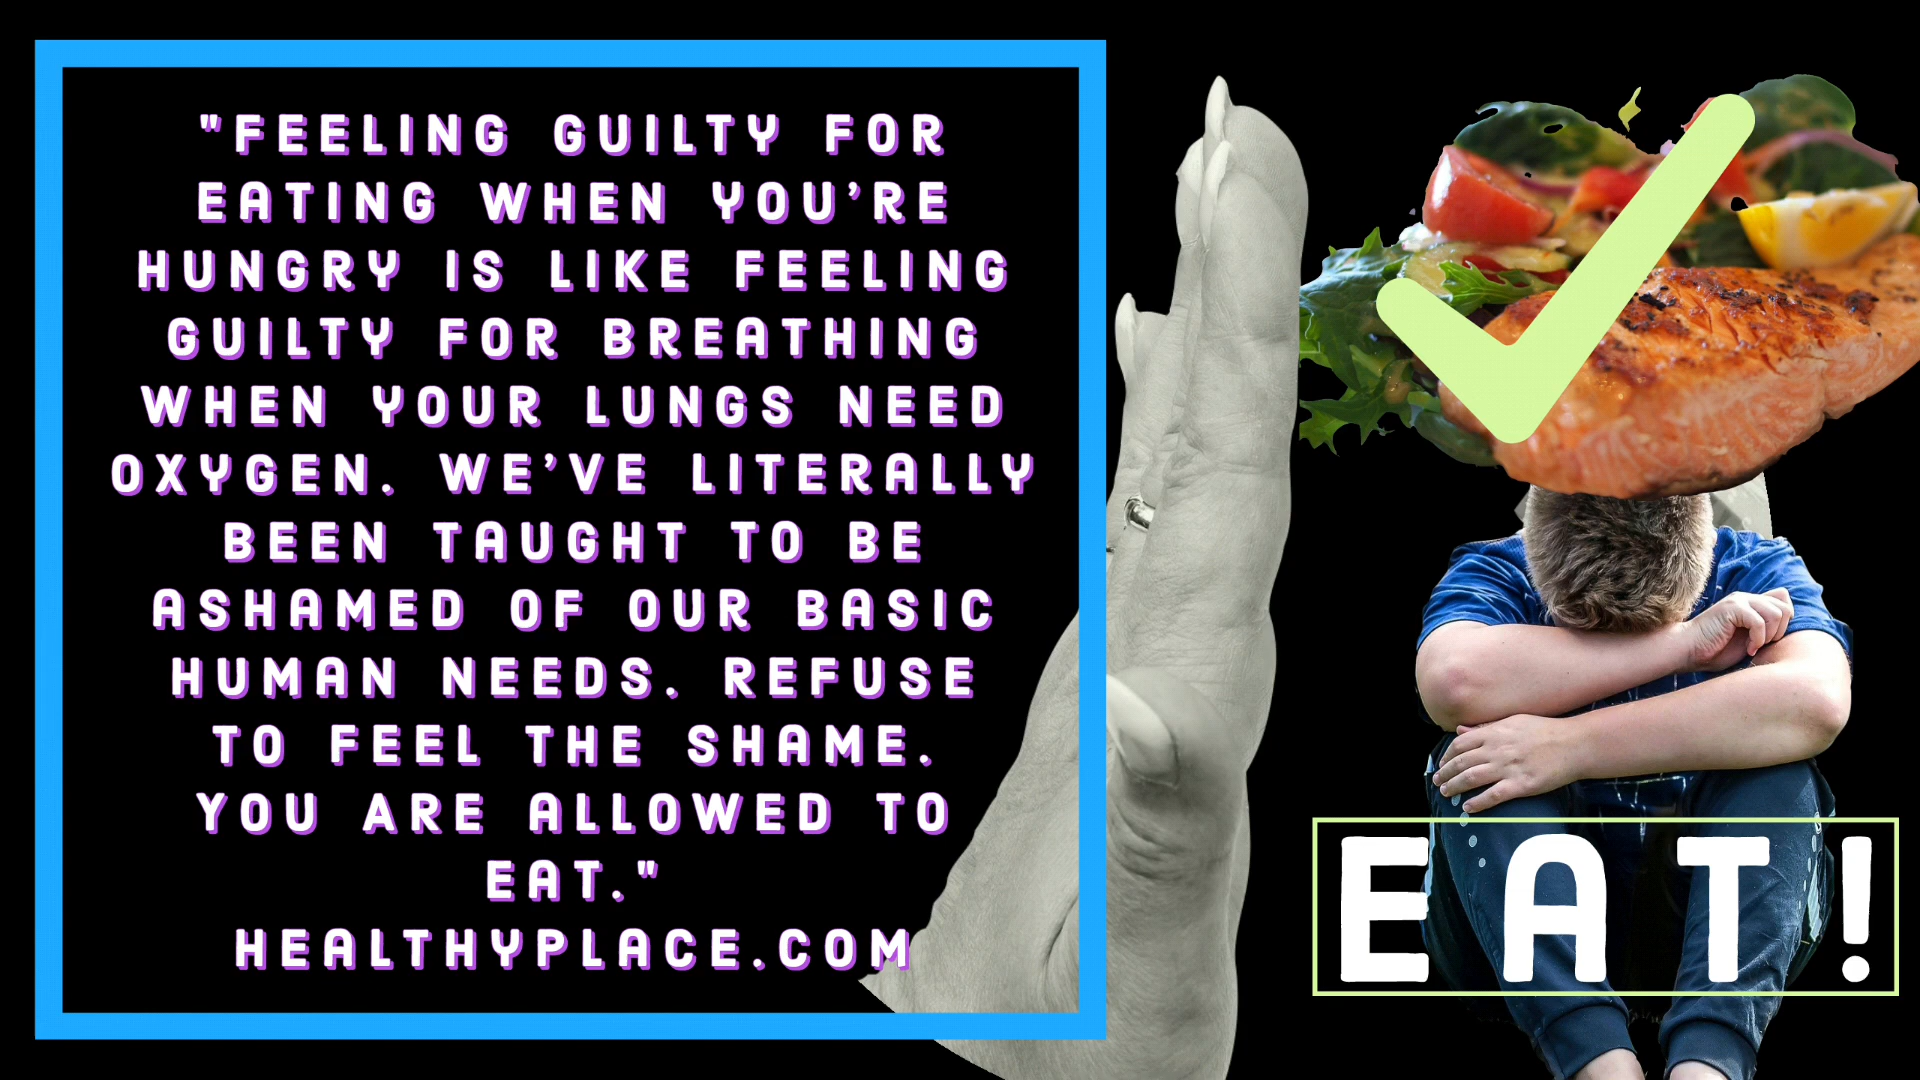 "FEELING GUILTY FOR
EATING WHEN YOU’RE
HUNGRY IS LIKE FEELING
GUILTY FOR BREATHING
WHEN YOUR LUNGS NEED
OXYGEN. WE’VE LITERALLY
BEEN TAUGHT TO BE
ASHAMED OF OUR BASIC
HUMAN NEEDS. REFUSE
TO FEEL THE SHAME.
YOU ARE ALLOWED TO
EAT."
HEALTHYPLACE.COM
EAT!